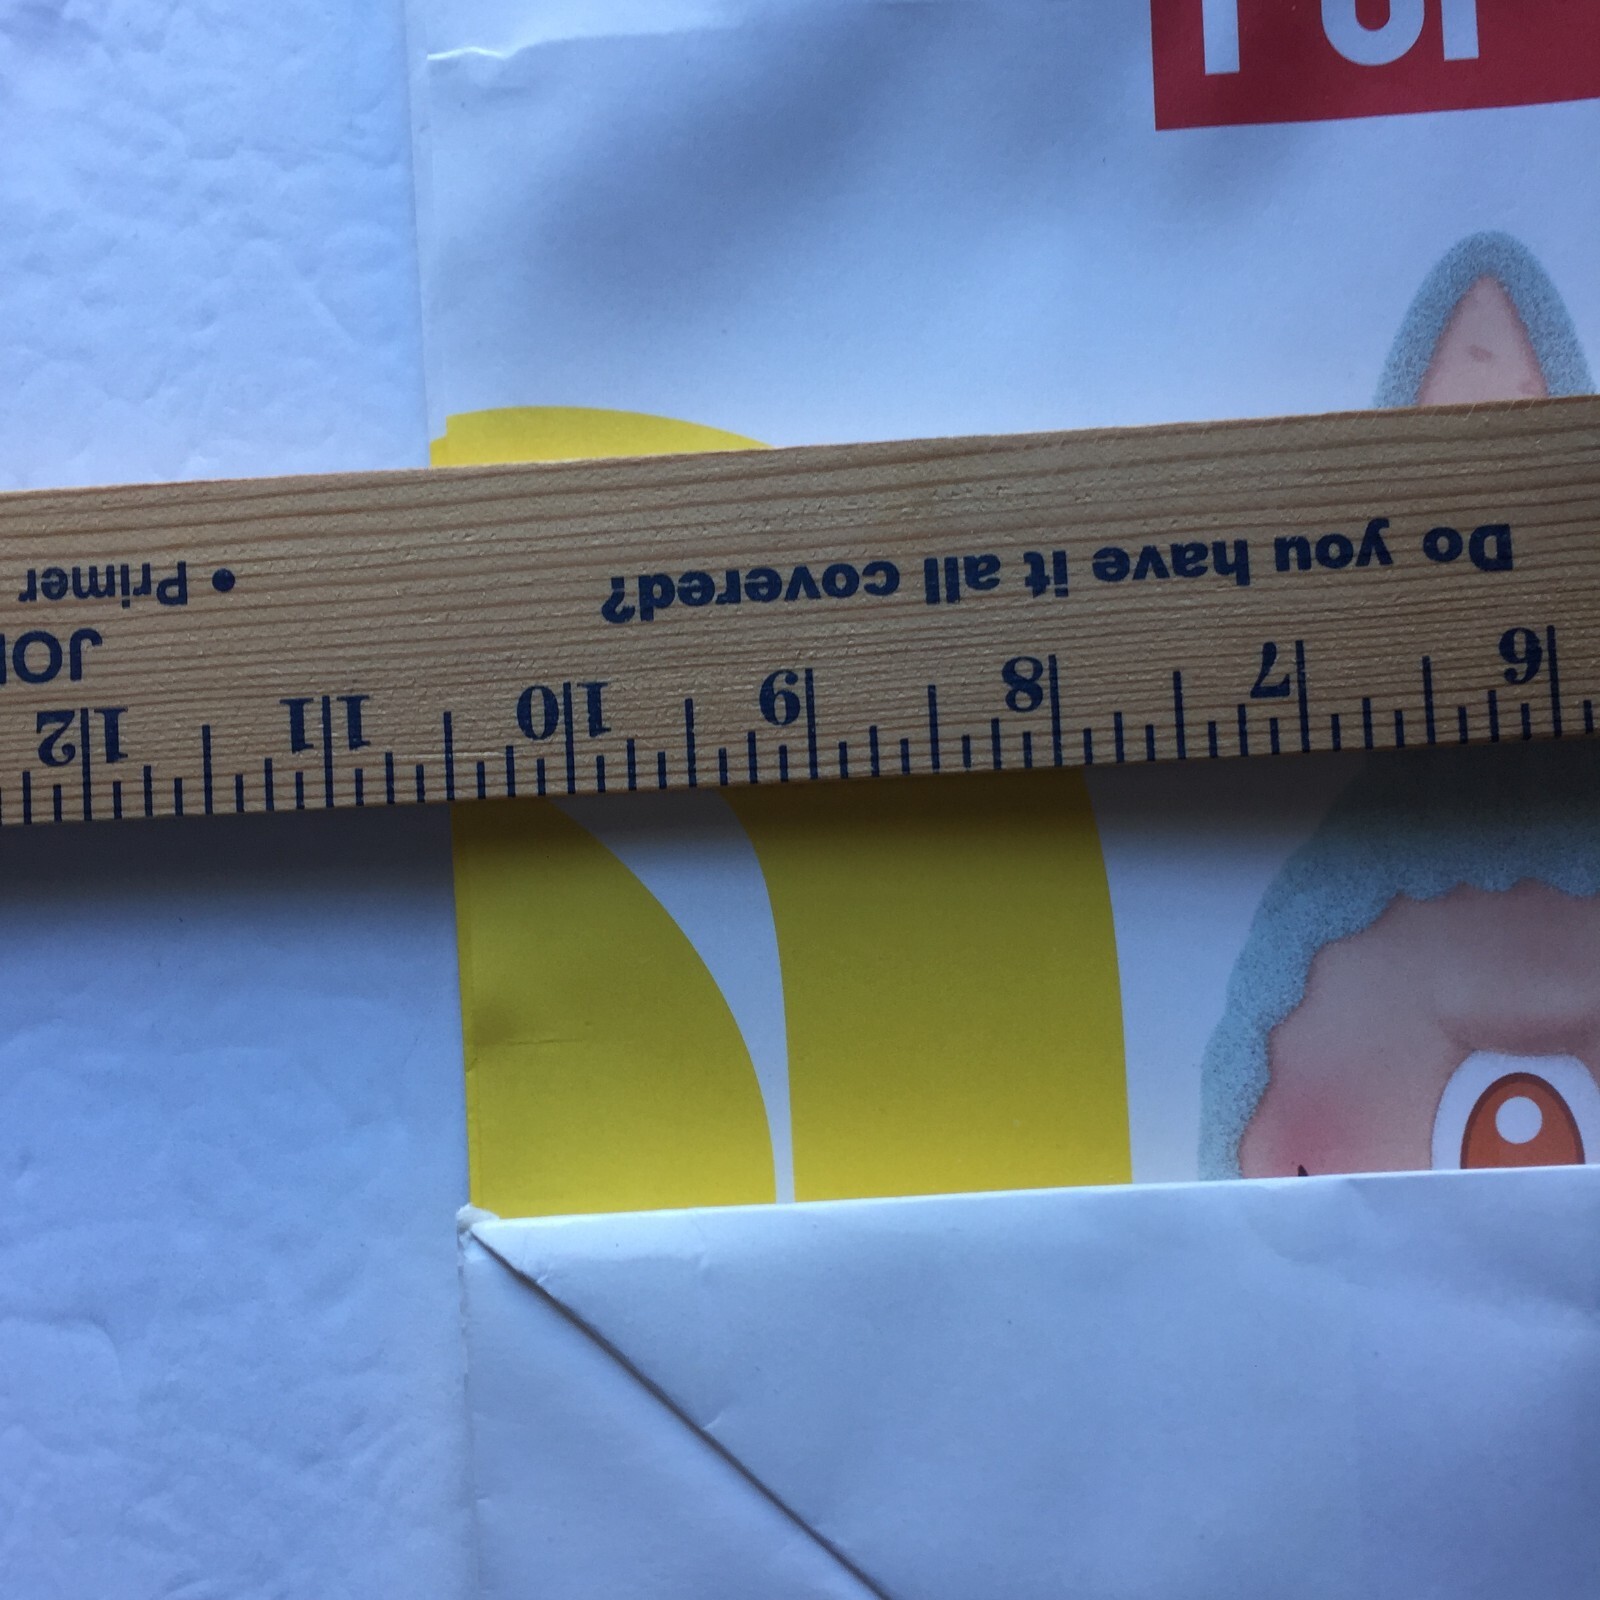 Do you have it all covered?
• Primer
6 7 8 9 10 11 12